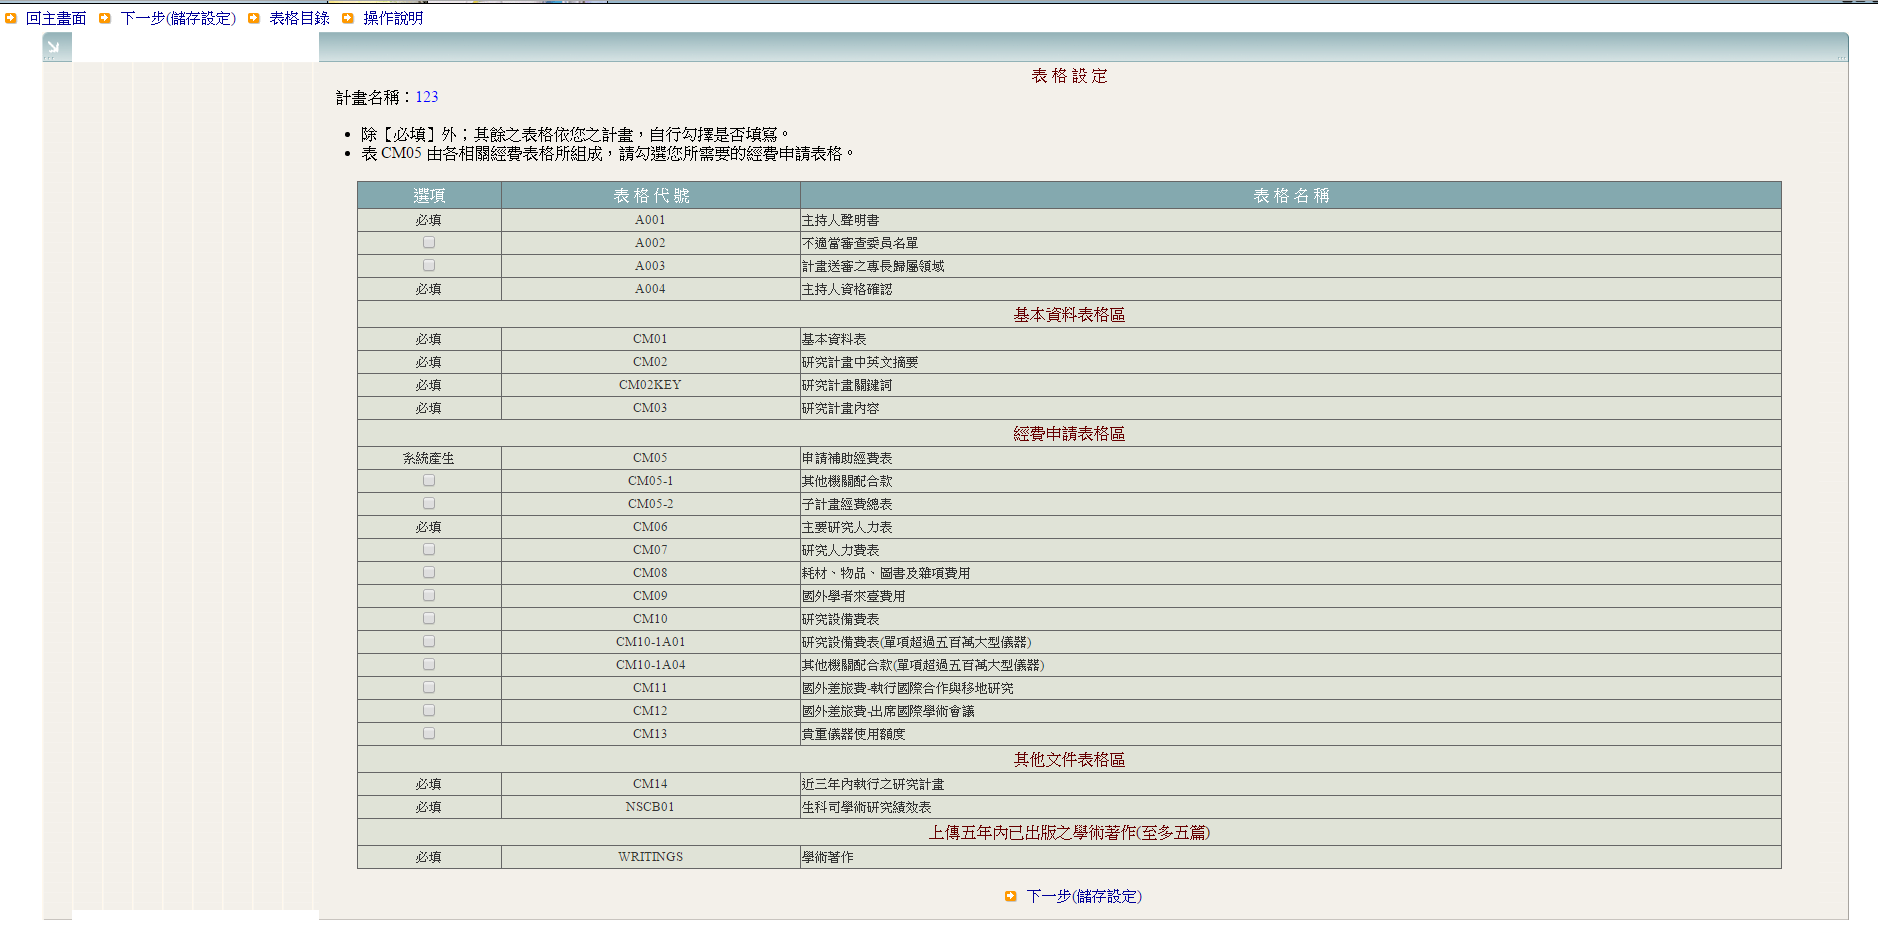 回主畫面 下一步(儲存設定) 表格目錄 操作說明
表 格 設 定
計畫名稱：123
除【必填】外；其餘之表格依您之計畫，自行勾擇是否填寫。
表 CM05 由各相關經費表格所組成，請勾選您所需要的經費申請表格。
選項 表 格 代 號 表 格 名 稱
必填 A001 主持人聲明書
A002 不適當審查委員名單
A003 計畫送審之專長歸屬領域
必填 A004 主持人資格確認
基本資料表格區
必填 CM01 基本資料表
必填 CM02 研究計畫中英文摘要
必填 CM02KEY 研究計畫關鍵詞
必填 CM03 研究計畫內容
經費申請表格區
系統產生 CM05 申請補助經費表
CM05-1 其他機關配合款
CM05-2 子計畫經費總表
必填 CM06 主要研究人力表
CM07 研究人力費表
CM08 耗材、物品、圖書及雜項費用
CM09 國外學者來臺費用
CM10 研究設備費表
CM10-1A01 研究設備費表(單項超過五百萬大型儀器)
CM10-1A04 其他機關配合款(單項超過五百萬大型儀器)
CM11 國外差旅費-執行國際合作與移地研究
CM12 國外差旅費-出席國際學術會議
CM13 貴重儀器使用額度
其他文件表格區
必填 CM14 近三年內執行之研究計畫
必填 NSCB01 生科司學術研究績效表
上傳五年內已出版之學術著作(至多五篇)
必填 WRITINGS 學術著作
下一步(儲存設定)